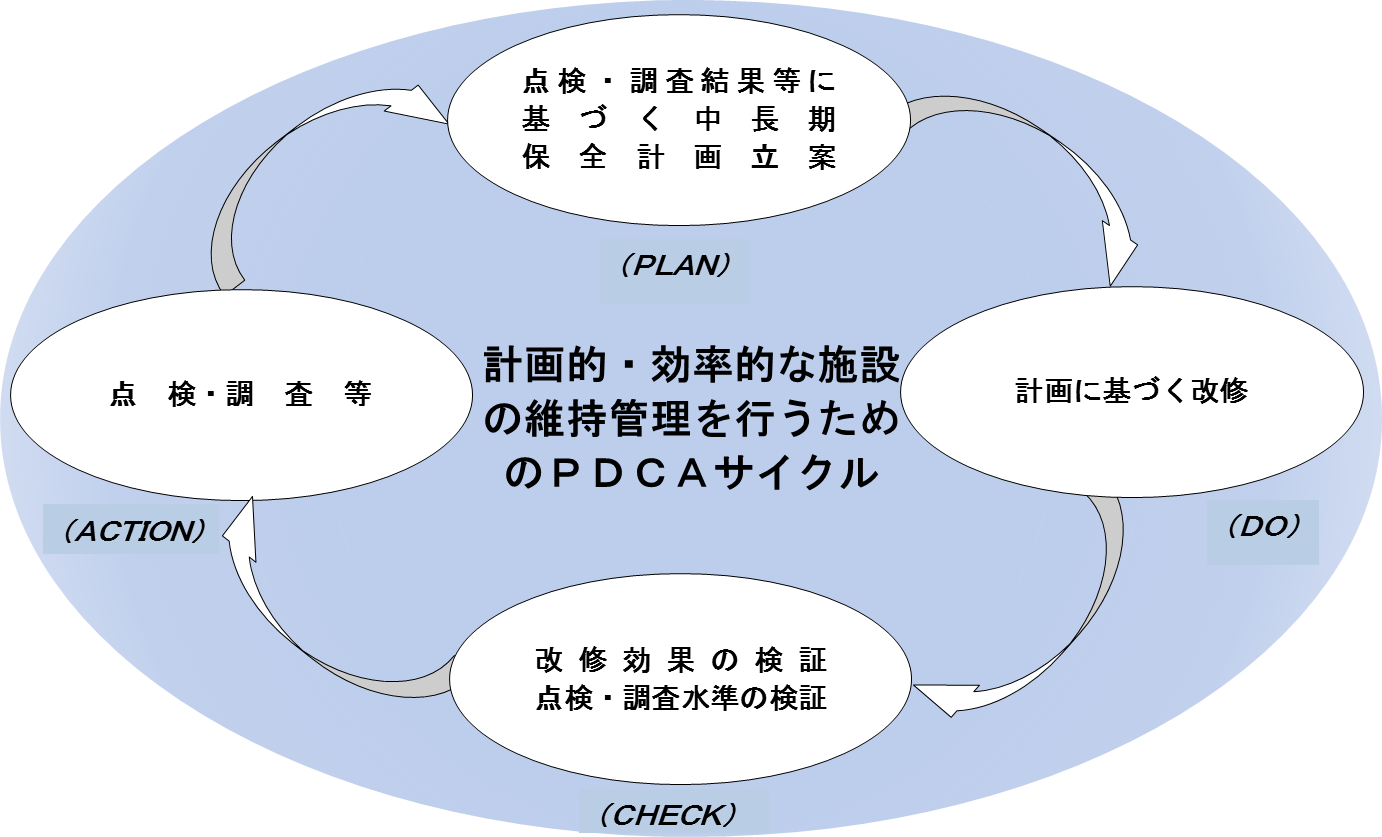 点検・調査結果等に
基づく中長期
保全計画立案
（PLAN）
計画に基づく改修
（DO）
計画的・効率的な施設
の維持管理を行うため
のＰＤＣＡサイクル
点検・調査等
（ACTION）
改修効果の検証
点検・調査水準の検証
（CHECK）